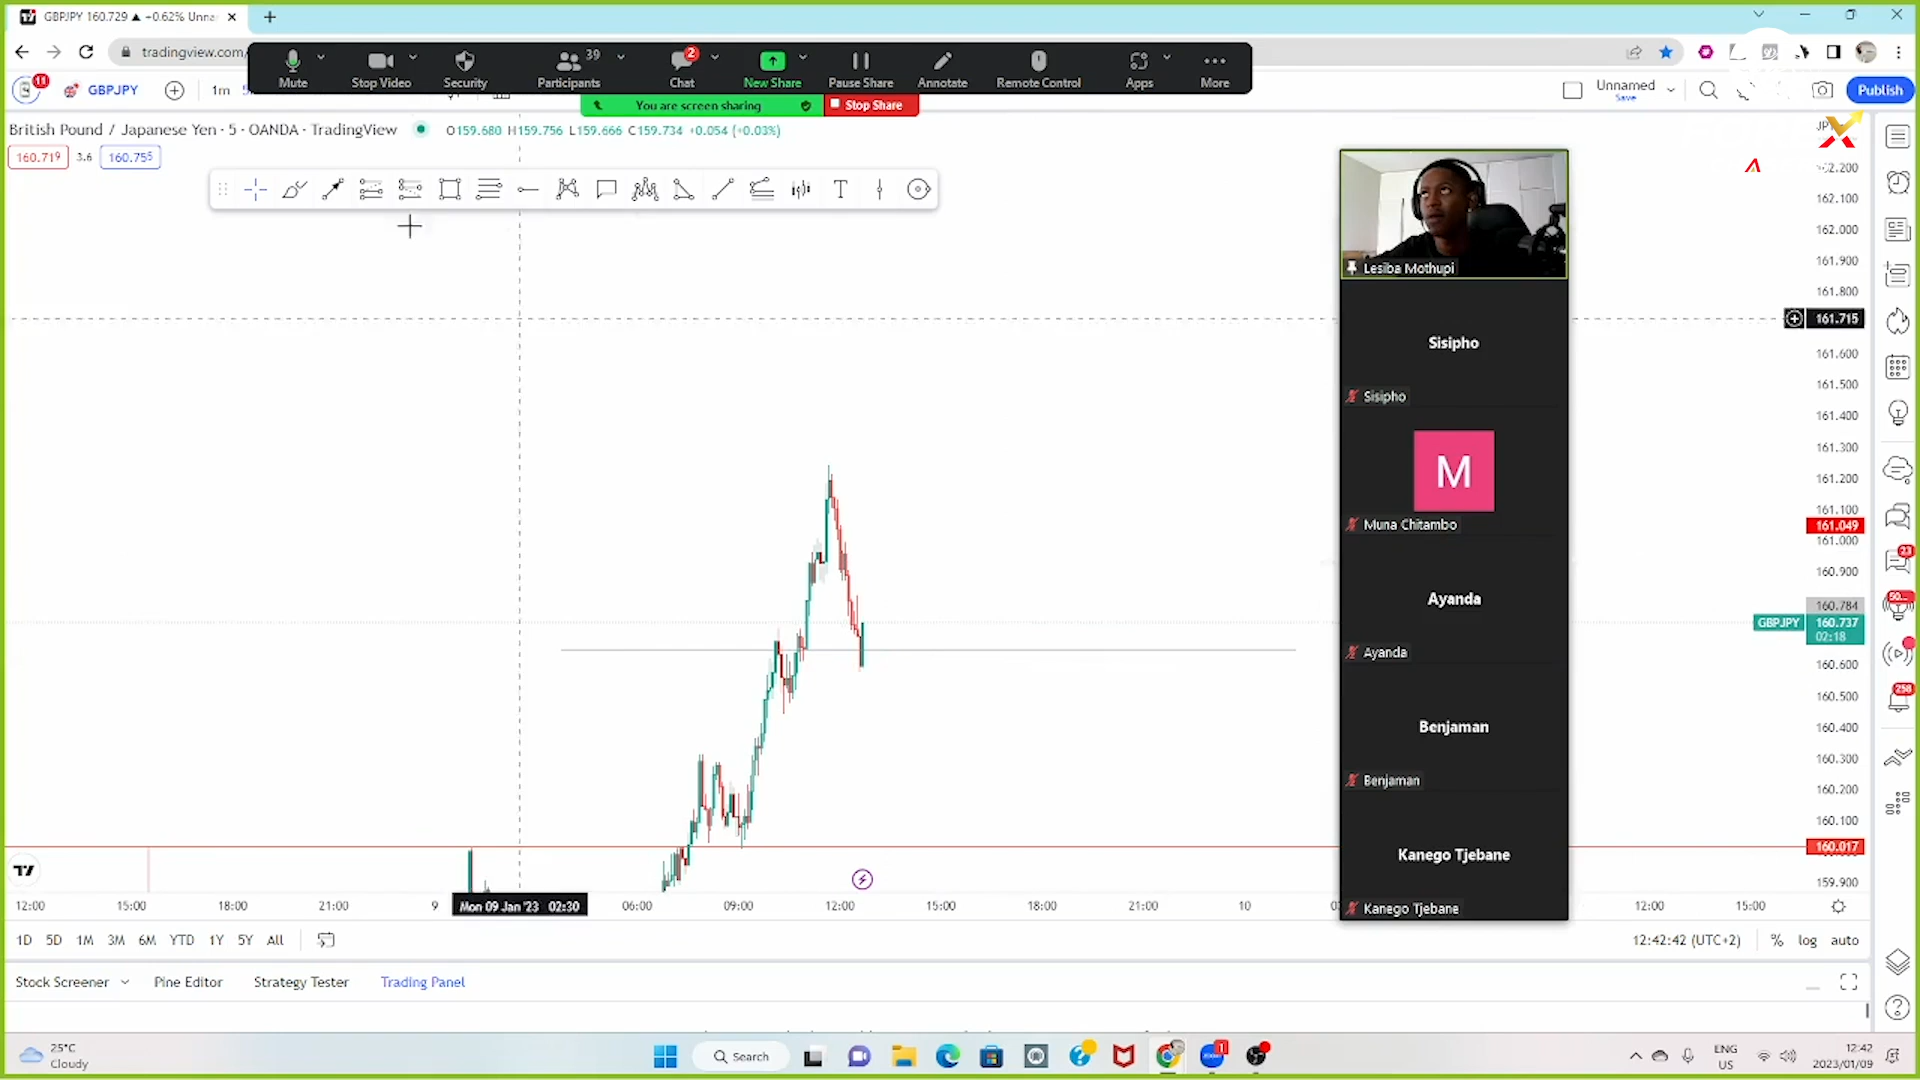 GBPJPY 160.729 ▲ +0.62% Unna
tradingview.com/
Mute
Stop Video
Security
Participants 39
Chat 2
New Share
Pause Share
Annotate
Remote Control
Apps
More
You are screen sharing
Stop Share
11
GBPJPY
1m
Unnamed
Save
Publish
British Pound / Japanese Yen · 5 · OANDA · TradingView
O159.680 H159.756 L159.666 C159.734 +0.054 (+0.03%)
160.719 3.6 160.755
162.200
162.100
162.000
161.900
161.800
161.715
161.600
161.500
161.400
161.300
161.200
161.100
161.049
161.000
160.900
160.784
GBPJPY 160.737
02:18
160.600
160.500
160.400
160.300
160.200
160.100
160.017
159.900
Lesiba Mothupi
Sisipho
Sisipho
M
Muna Chitambo
Ayanda
Ayanda
Benjaman
Benjaman
Kanego Tjebane
Kanego Tjebane
23
50...
258
12:00 15:00 18:00 21:00 9 Mon 09 Jan '23 02:30 06:00 09:00 12:00 15:00 18:00 21:00 10 12:00 15:00
1D 5D 1M 3M 6M YTD 1Y 5Y All
12:42:42 (UTC+2) % log auto
Stock Screener Pine Editor Strategy Tester Trading Panel
25°C
Cloudy
Search
1
ENG
US
12:42
2023/01/09